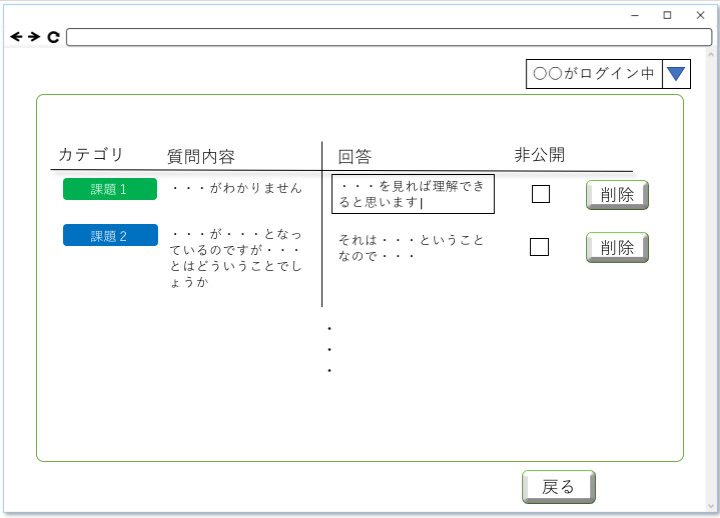 〇〇がログイン中
カテゴリ 質問内容 回答 非公開
課題1 ・・・がわかりません ・・・を見れば理解でき
ると思います 削除
課題2 ・・・が・・・となっ
ているのですが・・・
とはどういうことでし
ょうか
それは・・・ということ
なので・・・ 削除
・
・
・
戻る